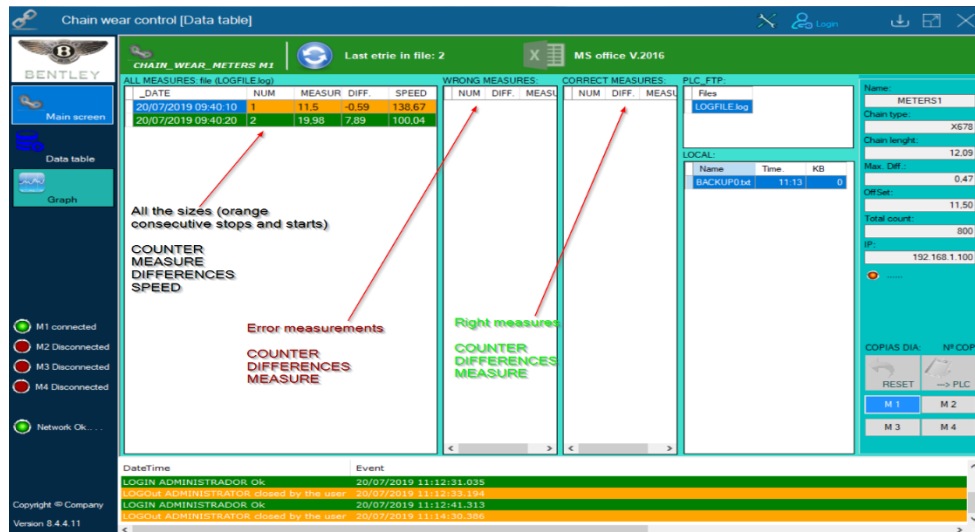 Chain wear control [Data table]
Login
B
BENTLEY
CHAIN_WEAR_METERS M1
Last etrie in file: 2
MS office V.2016
Main screen
Data table
Graph
M1 connected
M2 Disconnected
M3 Disconnected
M4 Disconnected
Network Ok.. . .
Copyright © Company
Version 8.4.4.11
ALL MEASURES: file (LOGFILE.log)
_DATE NUM MEASUR DIFF. SPEED
20/07/2019 09:40:10 1 11,5 -0,59 138,67
20/07/2019 09:40:20 2 19,98 7,89 100,04
All the sizes (orange
consecutive stops and starts)
COUNTER
MEASURE
DIFFERENCES
SPEED
WRONG MEASURES:
NUM DIFF. MEASU
Error measurements
COUNTER
DIFFERENCES
MEASURE
CORRECT MEASURES:
NUM DIFF. MEASU
Right measures
COUNTER
DIFFERENCES
MEASURE
PLC_FTP:
Files
LOGFILE.log
LOCAL:
Name Time. KB
BACKUP0.txt 11:13 0
Name:
METERS1
Chain type:
X678
Chain lenght:
12,09
Max. Diff.:
0,47
OffSet:
11,50
Total count:
800
IP:
192.168.1.100
COPIAS DIA: Nº COP
RESET --> PLC
M 1 M 2
M 3 M 4
DateTime Event
LOGIN ADMINISTRADOR Ok 20/07/2019 11:12:31.035
LOGOut ADMINISTRATOR closed by the user 20/07/2019 11:12:33.194
LOGIN ADMINISTRADOR Ok 20/07/2019 11:12:41.313
LOGOut ADMINISTRATOR closed by the user 20/07/2019 11:14:30.386